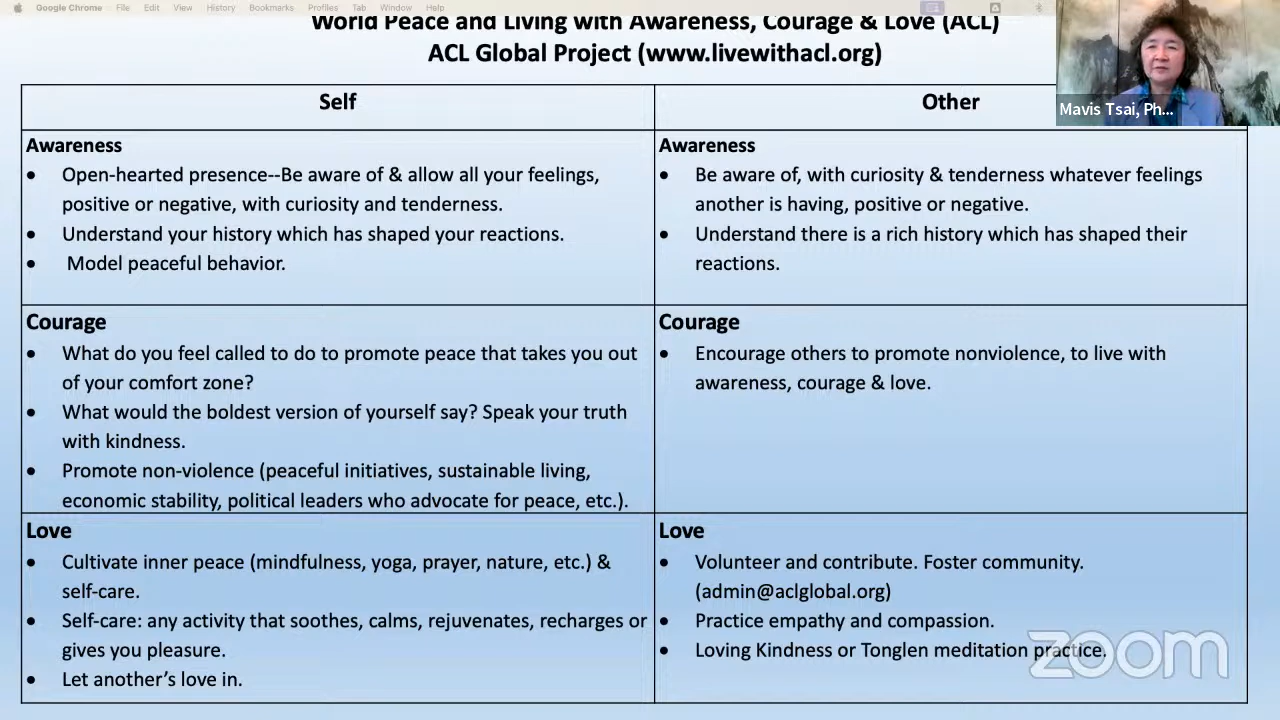 Google Chrome File Edit View History Bookmarks Profiles Tab Window Help
World Peace and Living with Awareness, Courage & Love (ACL)
ACL Global Project (www.livewithacl.org)
Self
Other
Mavis Tsai, Ph...
Awareness
• Open-hearted presence--Be aware of & allow all your feelings,
positive or negative, with curiosity and tenderness.
• Understand your history which has shaped your reactions.
• Model peaceful behavior.
Awareness
• Be aware of, with curiosity & tenderness whatever feelings
another is having, positive or negative.
• Understand there is a rich history which has shaped their
reactions.
Courage
• What do you feel called to do to promote peace that takes you out
of your comfort zone?
• What would the boldest version of yourself say? Speak your truth
with kindness.
• Promote non-violence (peaceful initiatives, sustainable living,
economic stability, political leaders who advocate for peace, etc.).
Courage
• Encourage others to promote nonviolence, to live with
awareness, courage & love.
Love
• Cultivate inner peace (mindfulness, yoga, prayer, nature, etc.) &
self-care.
• Self-care: any activity that soothes, calms, rejuvenates, recharges or
gives you pleasure.
• Let another’s love in.
Love
• Volunteer and contribute. Foster community.
(admin@aclglobal.org)
• Practice empathy and compassion.
• Loving Kindness or Tonglen meditation practice.
zoom